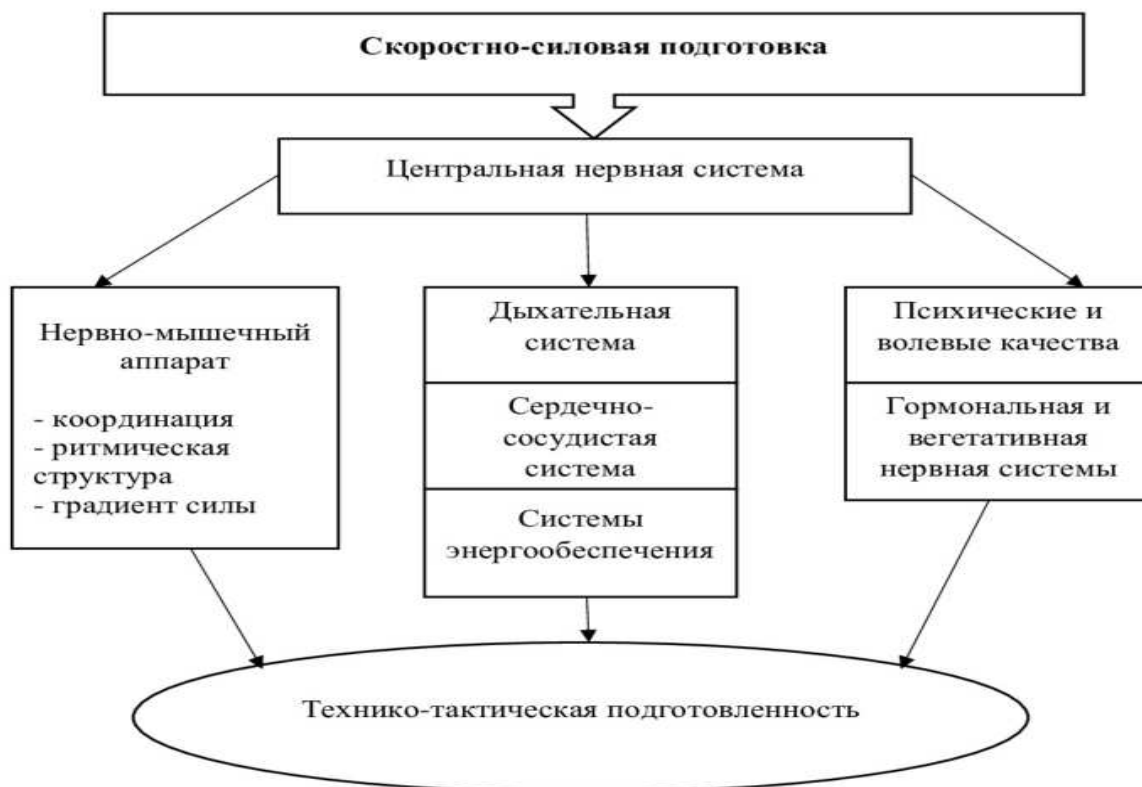 Скоростно-силовая подготовка
Центральная нервная система
Нервно-мышечный
аппарат
- координация
- ритмическая
структура
- градиент силы
Дыхательная
система
Сердечно-
сосудистая
система
Системы
энергообеспечения
Психические и
волевые качества
Гормональная и
вегетативная
нервная системы
Технико-тактическая подготовленность